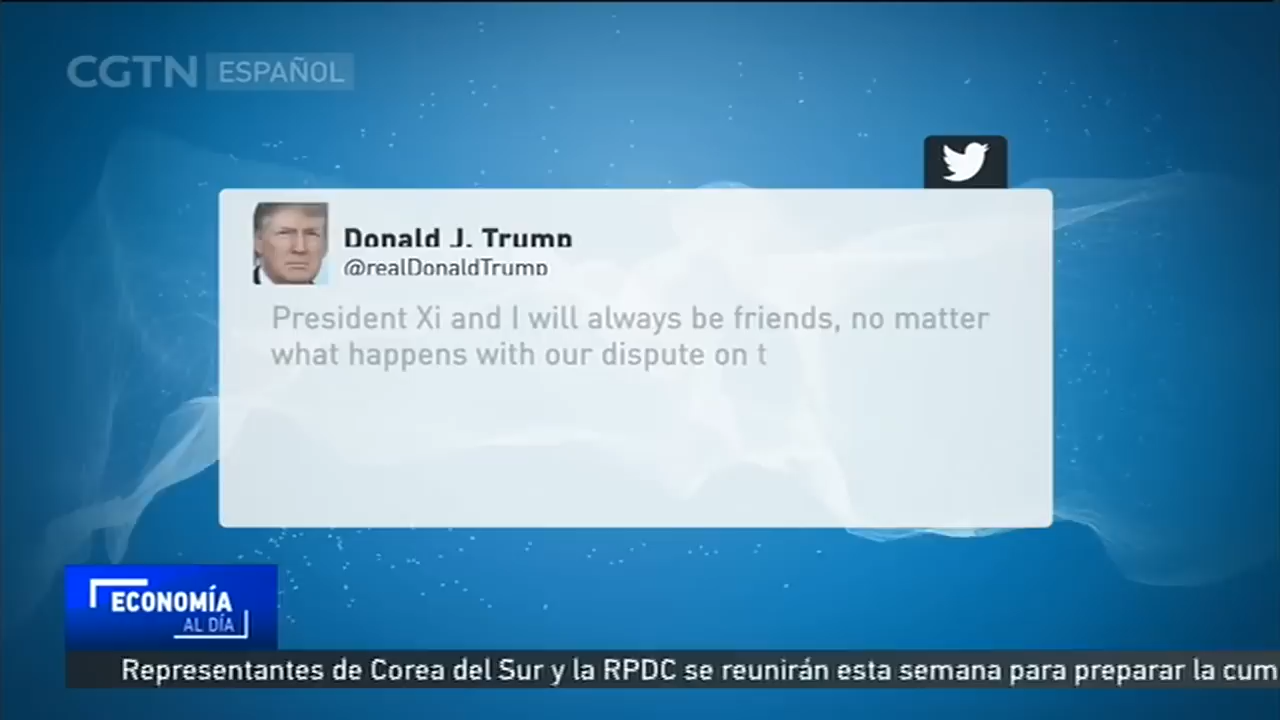 CGTN ESPAÑOL
Donald J. Trump
@realDonaldTrump
President Xi and I will always be friends, no matter
what happens with our dispute on t
ECONOMÍA
AL DÍA
Representantes de Corea del Sur y la RPDC se reunirán esta semana para preparar la cum